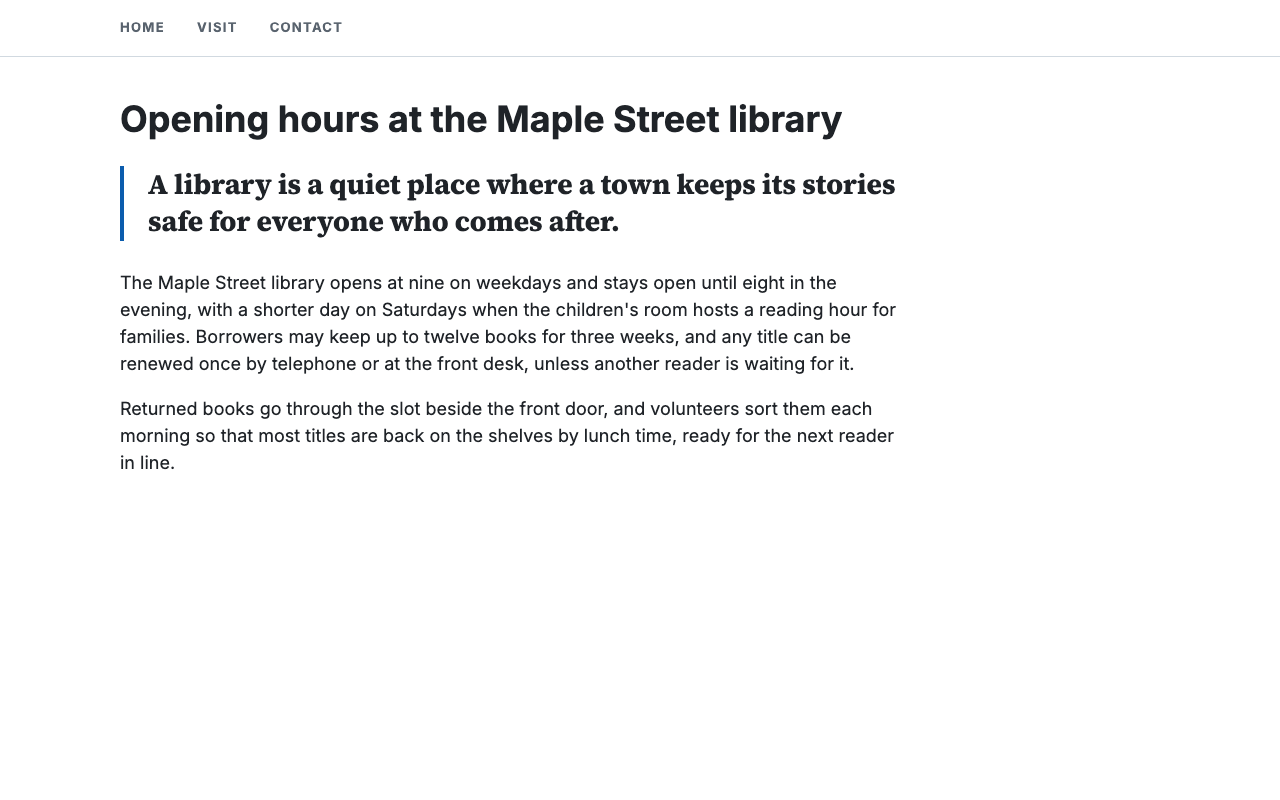 HOME VISIT CONTACT
Opening hours at the Maple Street library
A library is a quiet place where a town keeps its stories
safe for everyone who comes after.
The Maple Street library opens at nine on weekdays and stays open until eight in the
evening, with a shorter day on Saturdays when the children's room hosts a reading hour for
families. Borrowers may keep up to twelve books for three weeks, and any title can be
renewed once by telephone or at the front desk, unless another reader is waiting for it.
Returned books go through the slot beside the front door, and volunteers sort them each
morning so that most titles are back on the shelves by lunch time, ready for the next reader
in line.